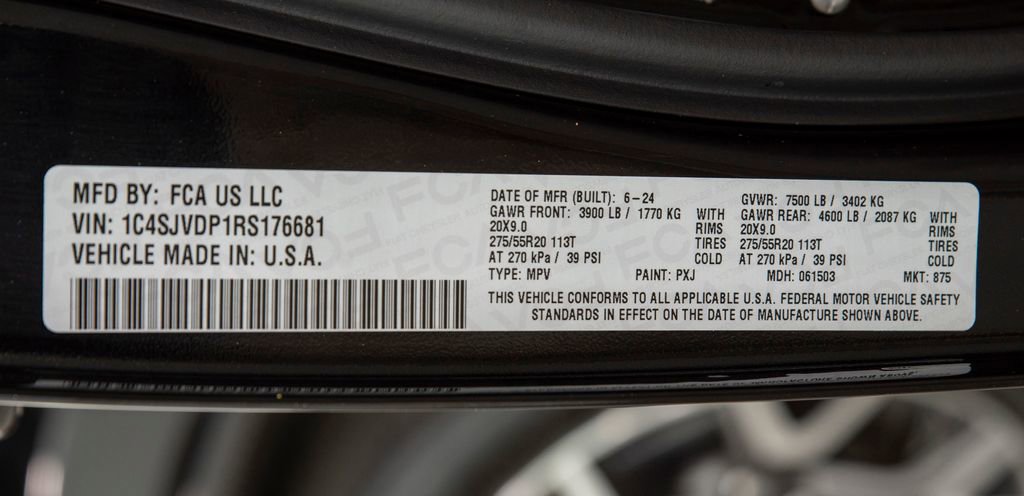 MFD BY: FCA US LLC
VIN: 1C4SJVDP1RS176681
VEHICLE MADE IN: U.S.A.
DATE OF MFR (BUILT): 6-24 GVWR: 7500 LB / 3402 KG
GAWR FRONT: 3900 LB / 1770 KG WITH GAWR REAR: 4600 LB / 2087 KG WITH
20X9.0 RIMS 20X9.0 RIMS
275/55R20 113T TIRES 275/55R20 113T TIRES
AT 270 kPa / 39 PSI COLD AT 270 kPa / 39 PSI COLD
TYPE: MPV PAINT: PXJ MDH: 061503 MKT: 875
THIS VEHICLE CONFORMS TO ALL APPLICABLE U.S.A. FEDERAL MOTOR VEHICLE SAFETY
STANDARDS IN EFFECT ON THE DATE OF MANUFACTURE SHOWN ABOVE.